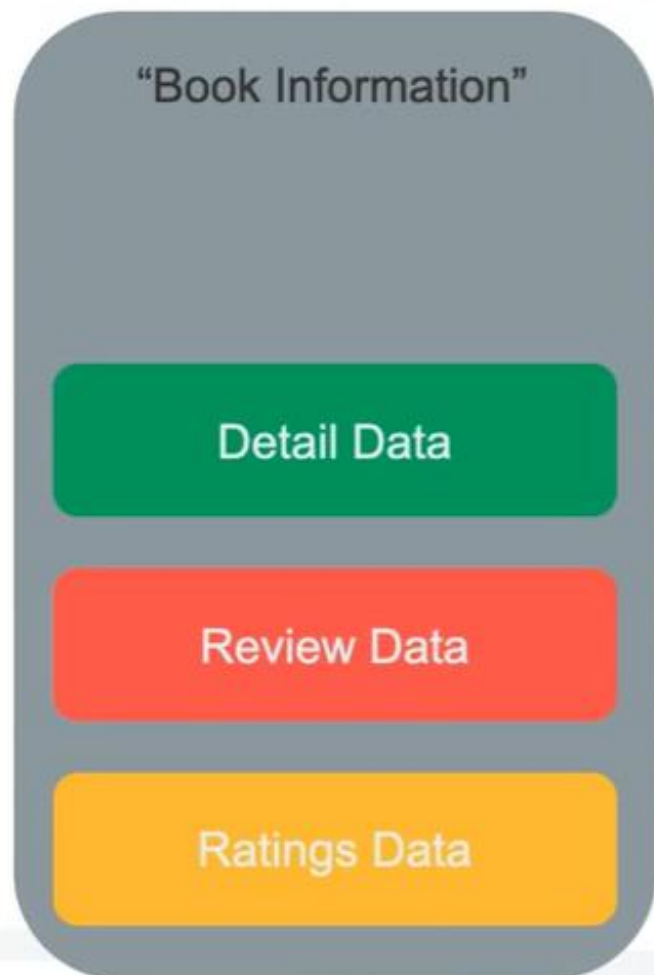 “Book Information”
Detail Data
Review Data
Ratings Data